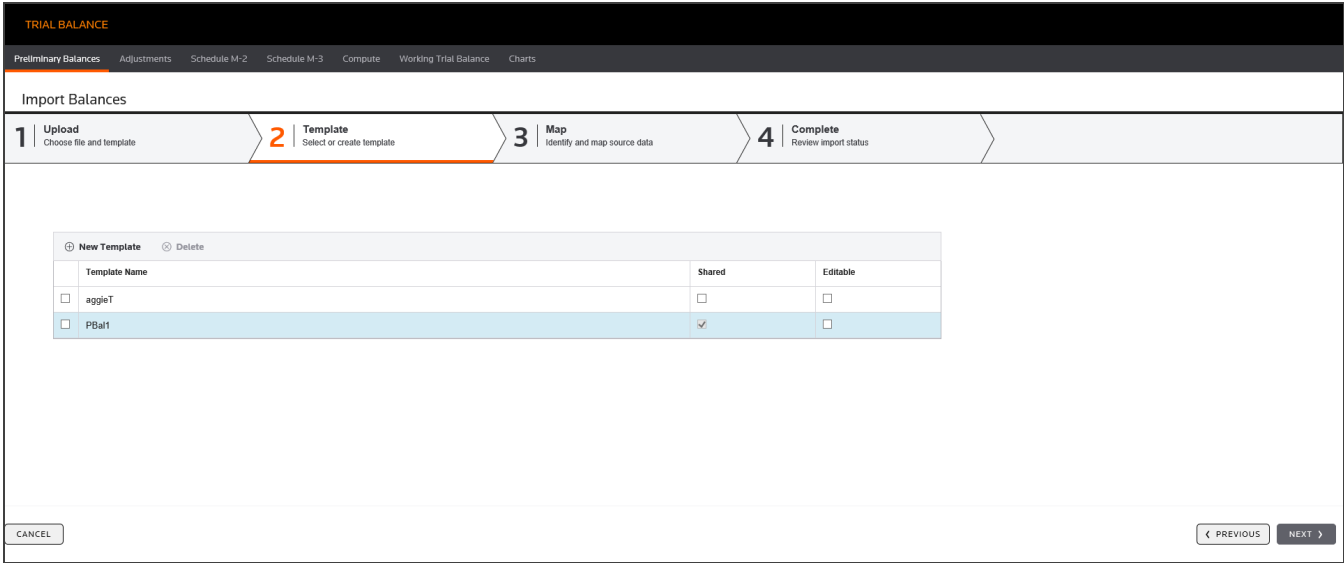 TRIAL BALANCE
Preliminary Balances Adjustments Schedule M-2 Schedule M-3 Compute Working Trial Balance Charts
Import Balances
1 Upload
Choose file and template
2 Template
Select or create template
3 Map
Identify and map source data
4 Complete
Review import status
New Template Delete
Template Name Shared Editable
aggieT
PBal1
CANCEL PREVIOUS NEXT